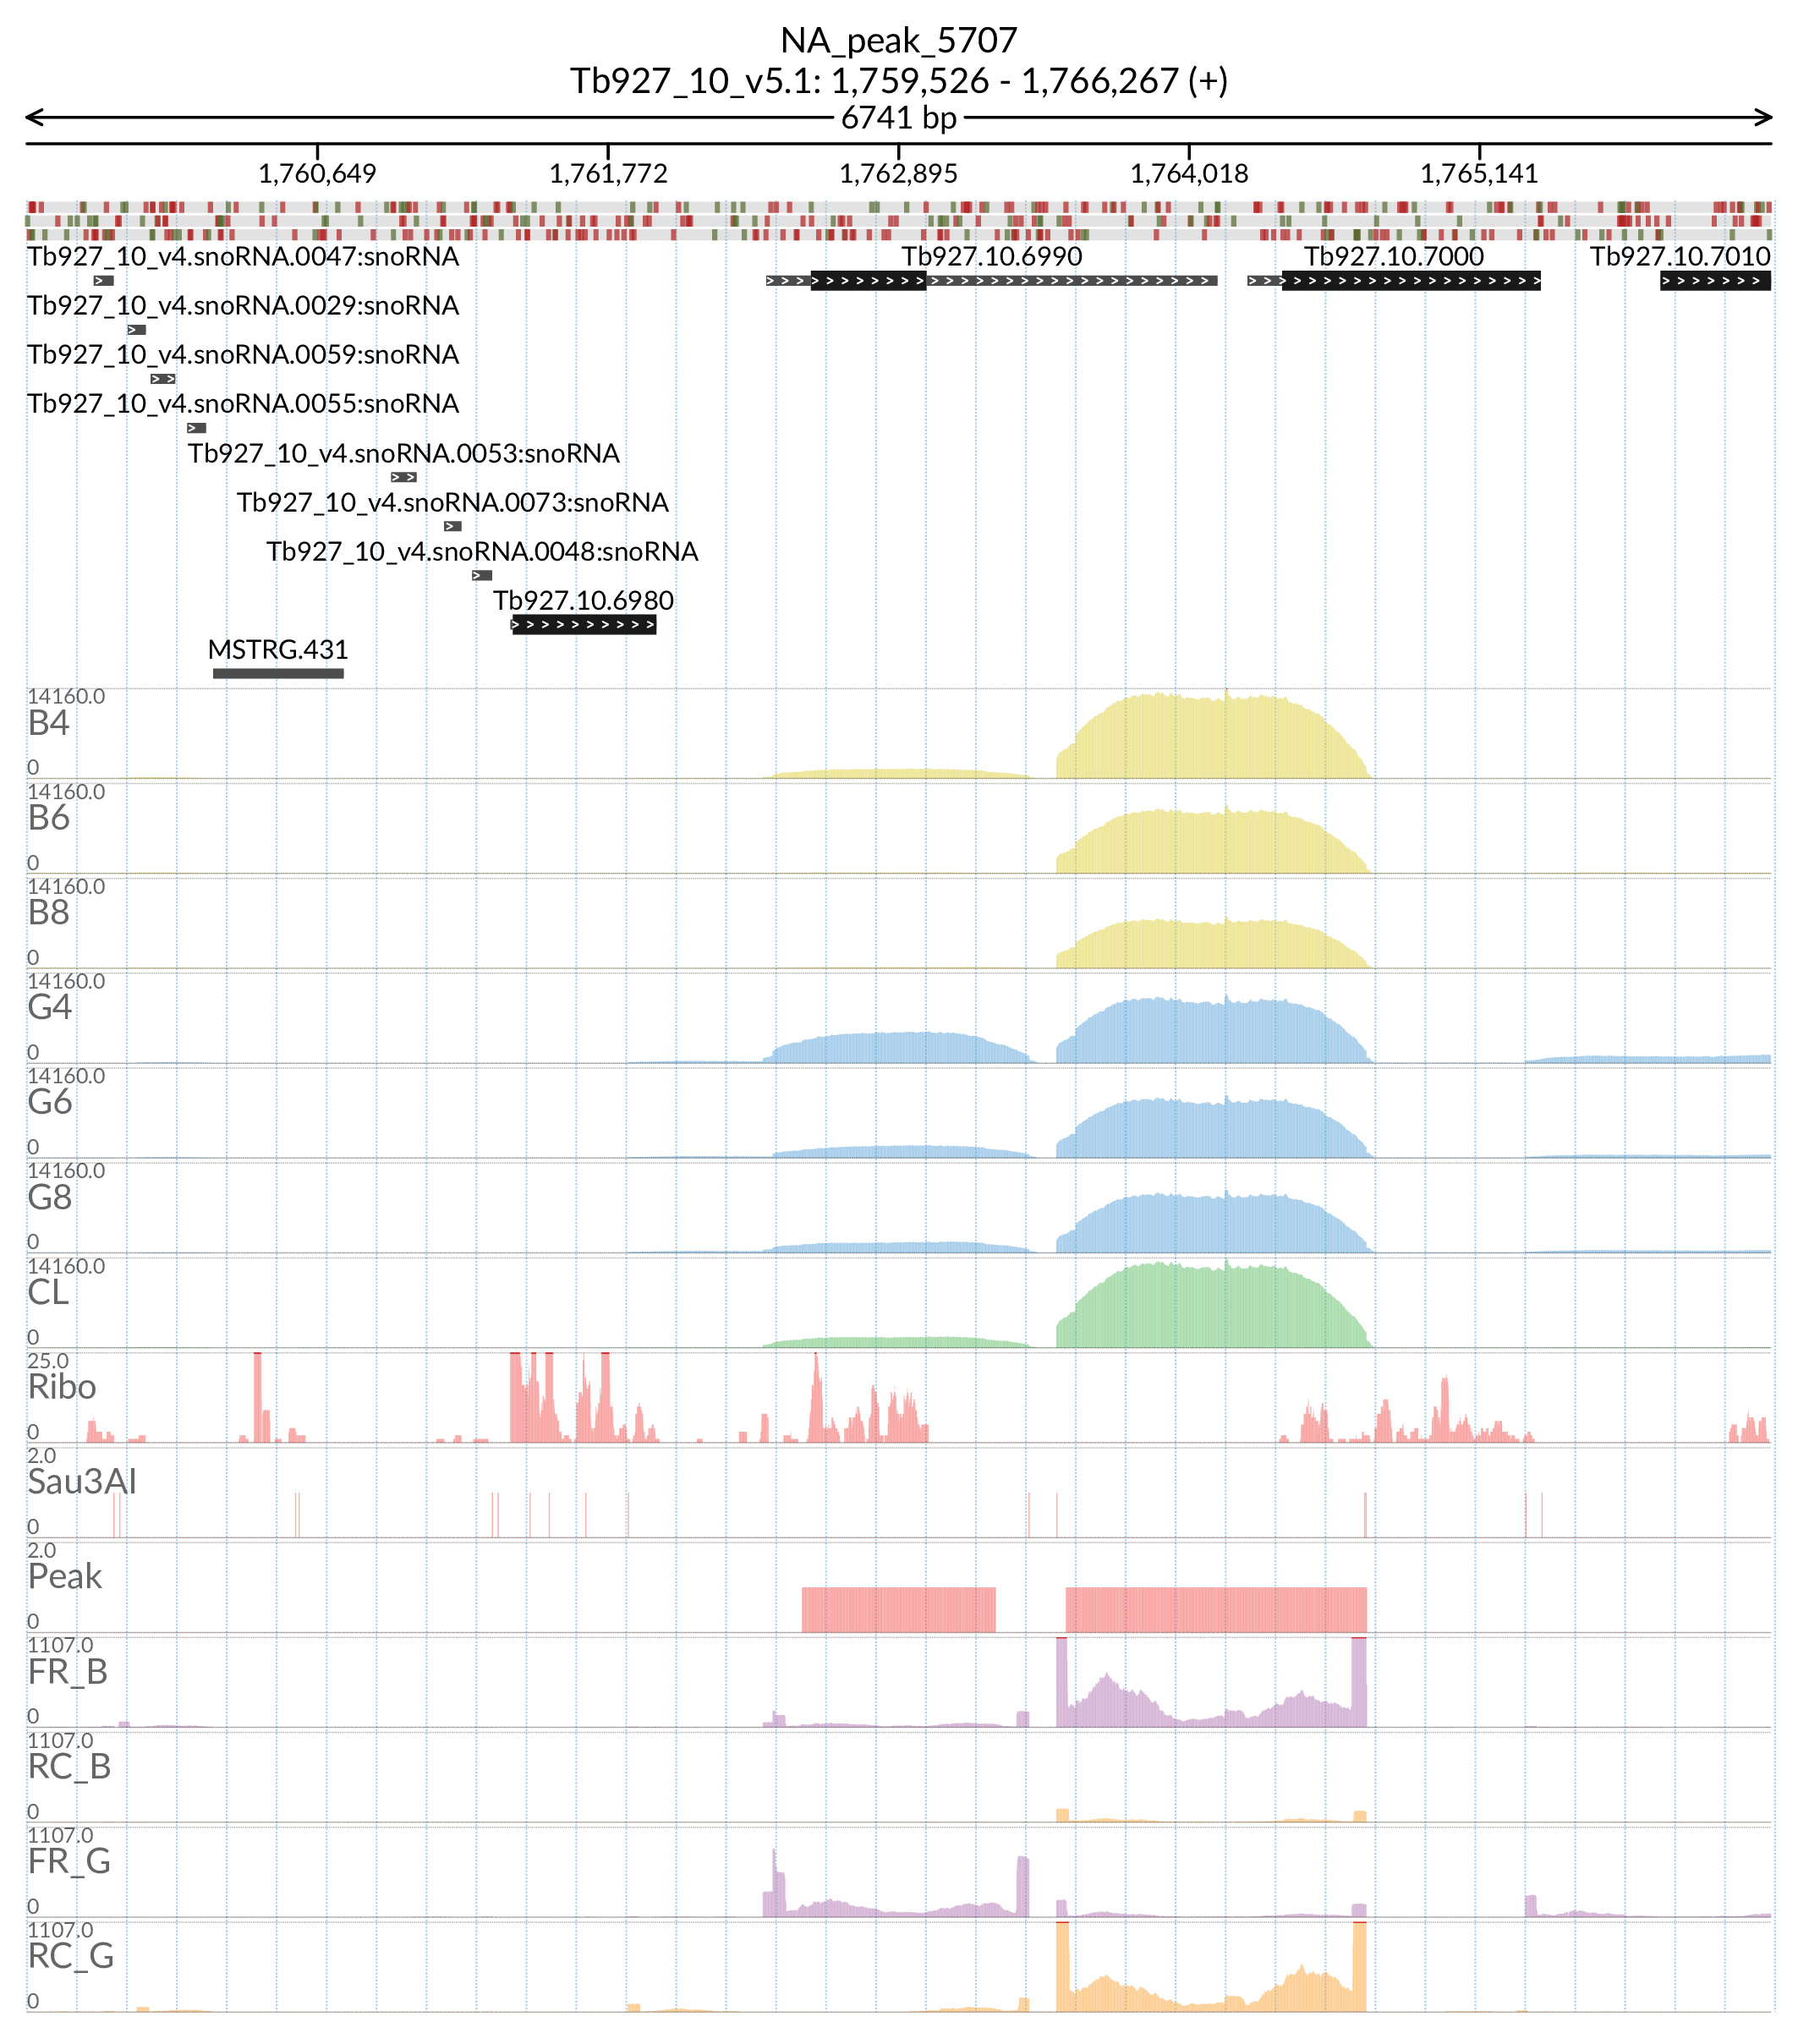 NA_peak_5707
Tb927_10_v5.1: 1,759,526 - 1,766,267 (+)
6741 bp
1,760,649 1,761,772 1,762,895 1,764,018 1,765,141
Tb927_10_v4.snoRNA.0047:snoRNA Tb927.10.6990 Tb927.10.7000 Tb927.10.7010
Tb927_10_v4.snoRNA.0029:snoRNA
Tb927_10_v4.snoRNA.0059:snoRNA
Tb927_10_v4.snoRNA.0055:snoRNA
Tb927_10_v4.snoRNA.0053:snoRNA
Tb927_10_v4.snoRNA.0073:snoRNA
Tb927_10_v4.snoRNA.0048:snoRNA
Tb927.10.6980
MSTRG.431
14160.0
B4
0
14160.0
B6
0
14160.0
B8
0
14160.0
G4
0
14160.0
G6
0
14160.0
G8
0
14160.0
CL
0
25.0
Ribo
0
2.0
Sau3AI
0
2.0
Peak
0
1107.0
FR_B
0
1107.0
RC_B
0
1107.0
FR_G
0
1107.0
RC_G
0